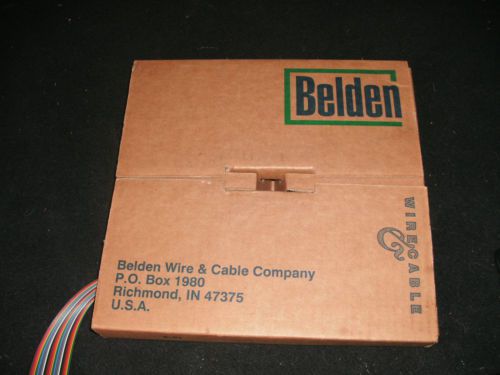 Belden
WIRE & CABLE
Belden Wire & Cable Company
P.O. Box 1980
Richmond, IN 47375
U.S.A.